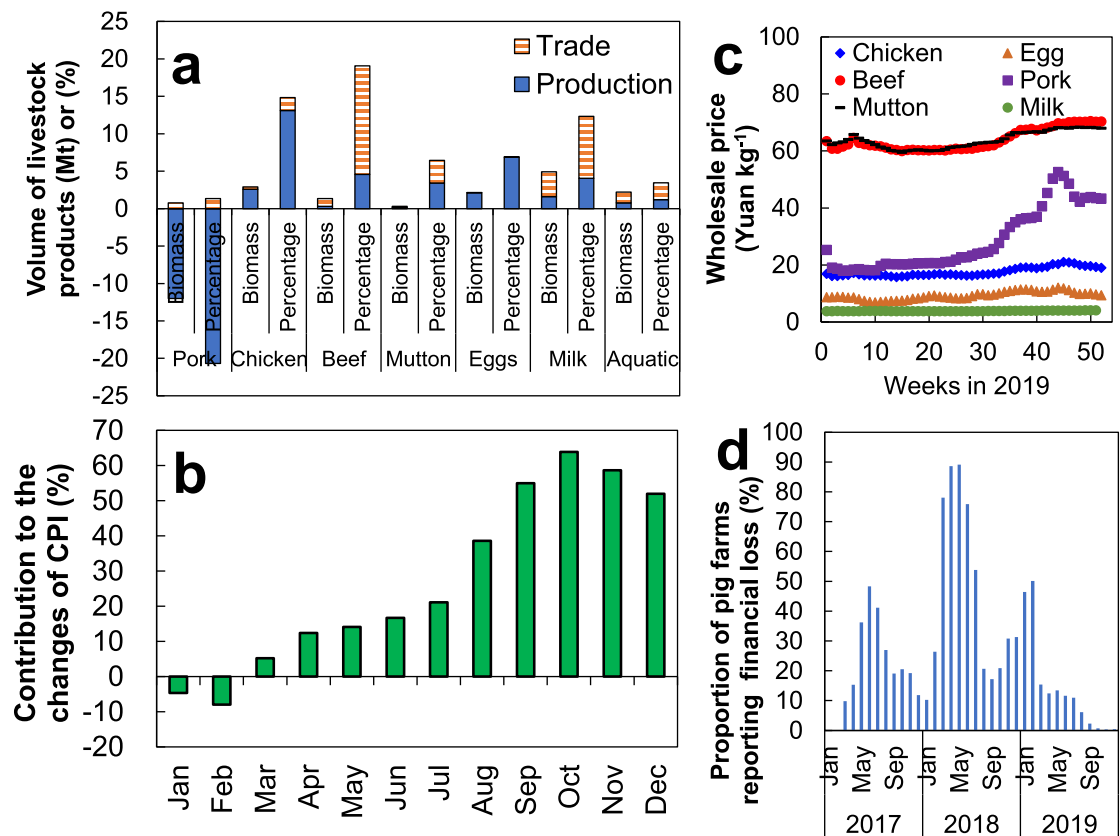 a
Trade
Production
Volume of livestock
products (Mt) or (%)
25
20
15
10
5
0
-5
-10
-15
-20
-25
Biomass
Percentage
Biomass
Percentage
Biomass
Percentage
Biomass
Percentage
Biomass
Percentage
Biomass
Percentage
Biomass
Percentage
Pork
Chicken
Beef
Mutton
Eggs
Milk
Aquatic
c
Chicken
Egg
Beef
Pork
Mutton
Milk
Wholesale price
(Yuan kg-1)
100
80
60
40
20
0
0 10 20 30 40 50
Weeks in 2019
b
Contribution to the
changes of CPI (%)
70
60
50
40
30
20
10
0
-10
-20
Jan
Feb
Mar
Apr
May
Jun
Jul
Aug
Sep
Oct
Nov
Dec
d
Proportion of pig farms
reporting financial loss (%)
100
90
80
70
60
50
40
30
20
10
0
Jan
May
Sep
Jan
May
Sep
Jan
May
Sep
2017
2018
2019